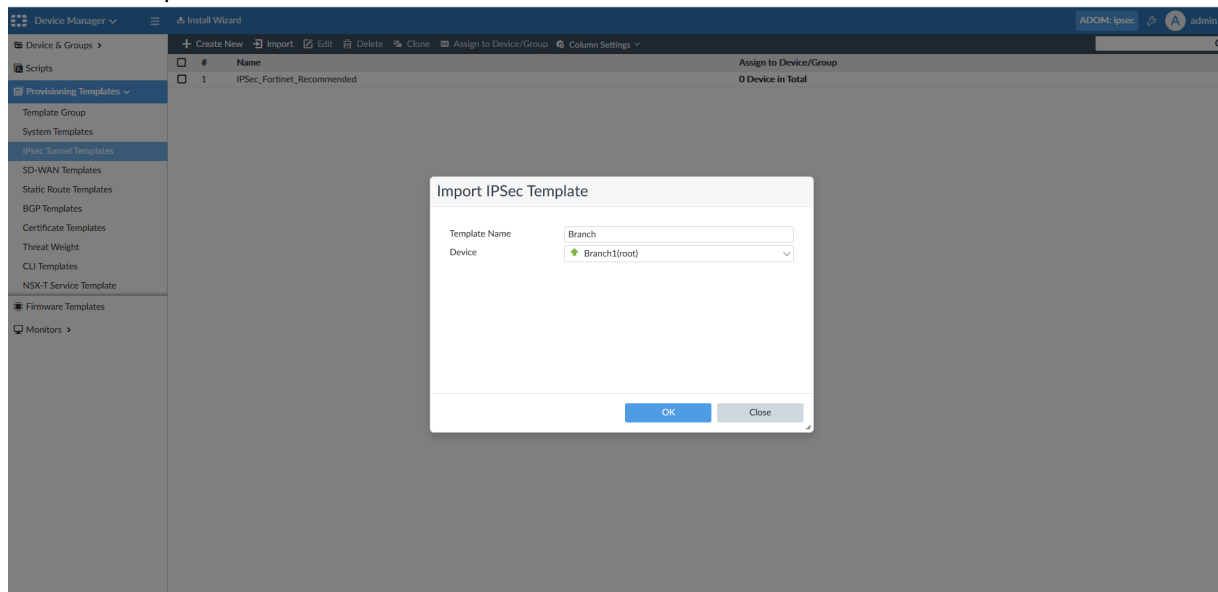 Device Manager
Install Wizard
ADOM: ipsec
A
admin
Device & Groups
Create New
Import
Edit
Delete
Clone
Assign to Device/Group
Column Settings
Scripts
#
Name
Assign to Device/Group
1
IPSec_Fortinet_Recommended
0 Device in Total
Provisioning Templates
Template Group
System Templates
IPsec Tunnel Templates
SD-WAN Templates
Static Route Templates
BGP Templates
Certificate Templates
Threat Weight
CLI Templates
NSX-T Service Template
Firmware Templates
Monitors
Import IPSec Template
Template Name
Branch
Device
Branch1(root)
OK
Close